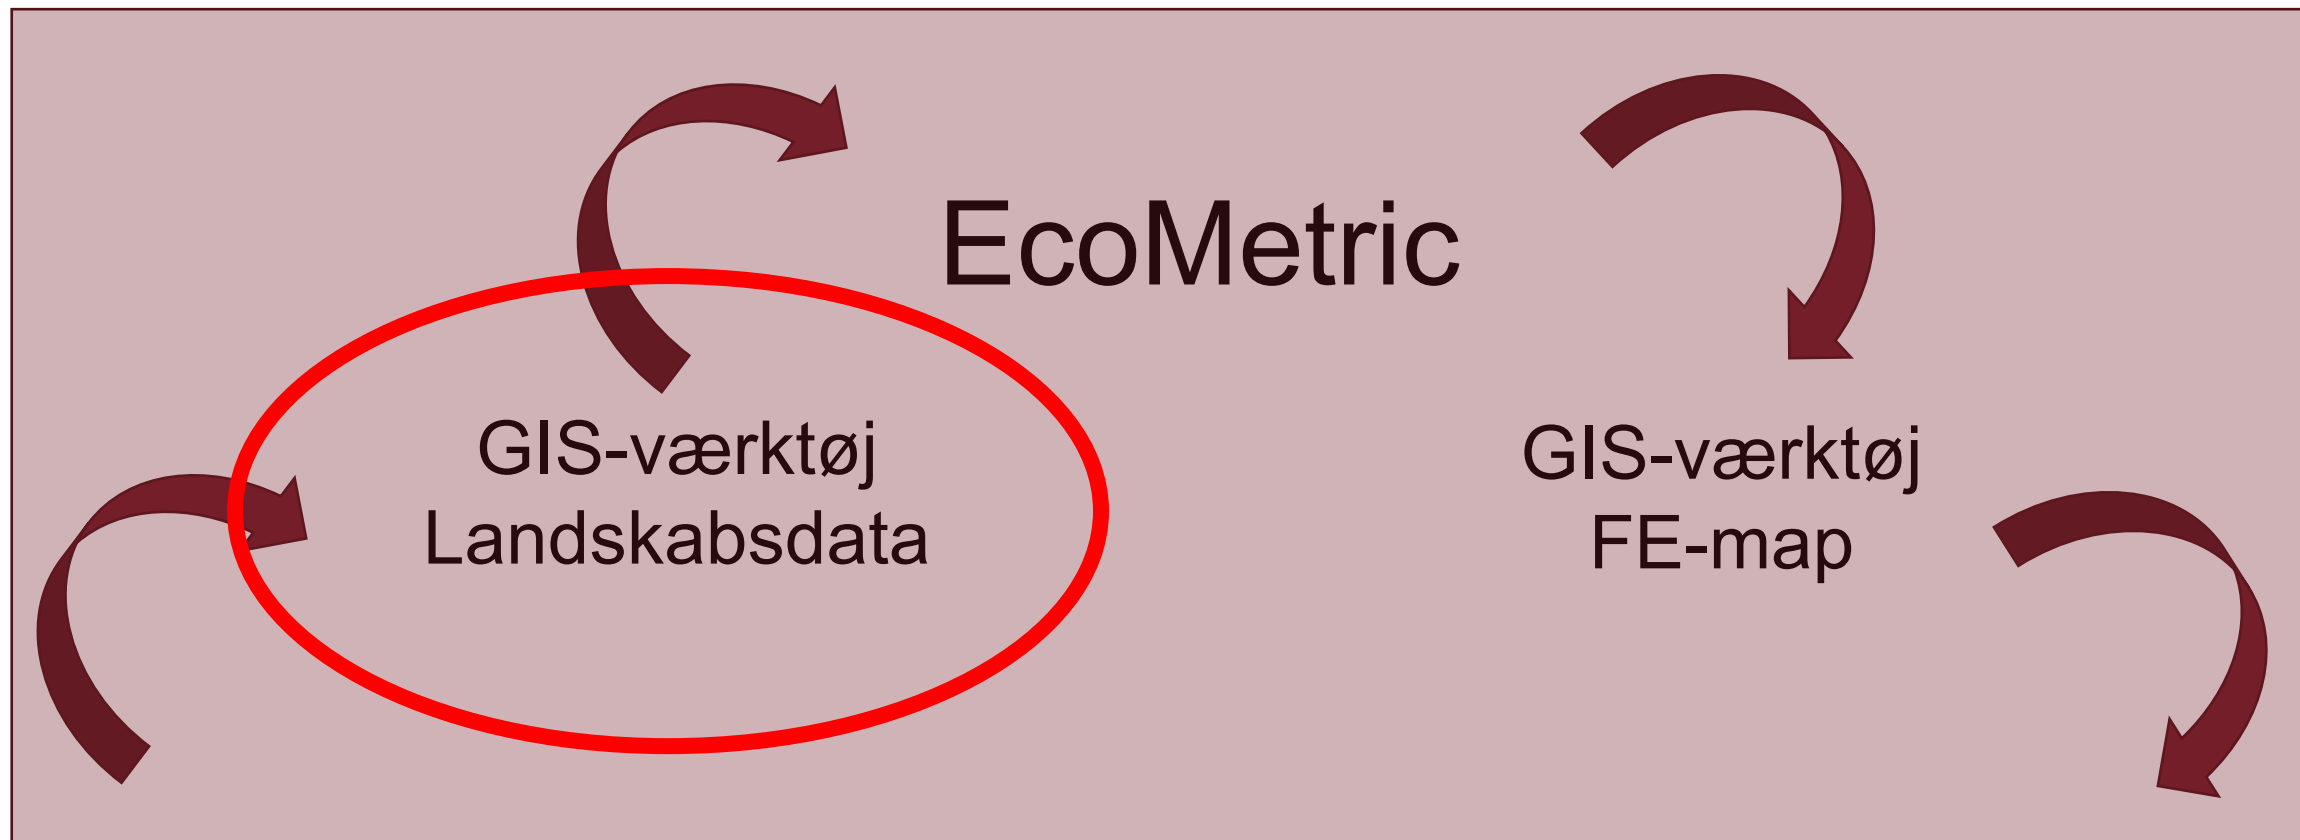 EcoMetric
GIS-værktøj
Landskabsdata
GIS-værktøj
FE-map